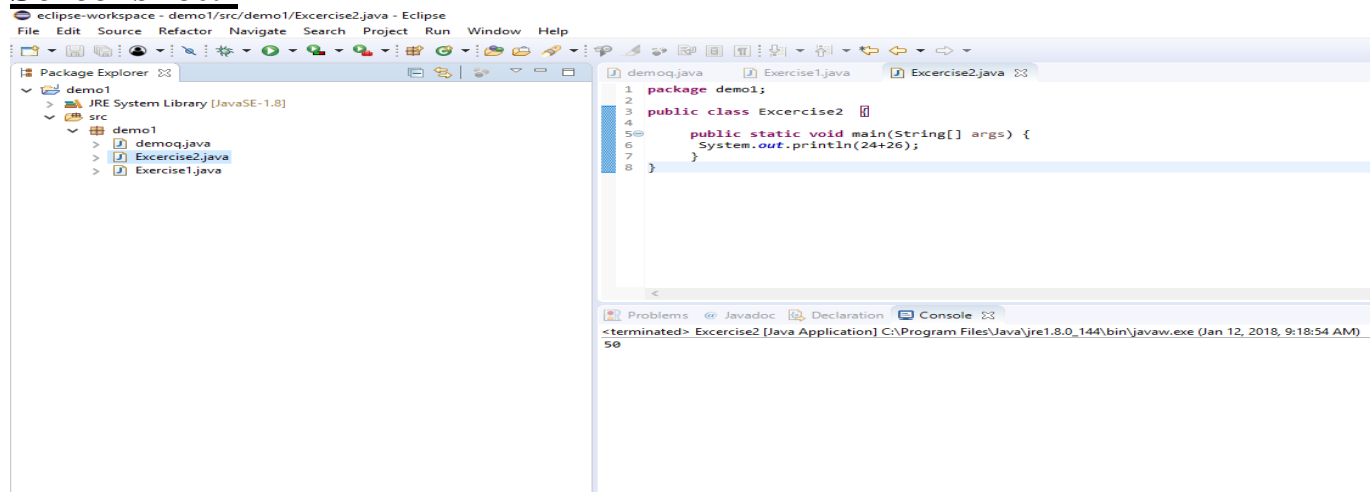 eclipse-workspace - demo1/src/demo1/Excercise2.java - Eclipse
File Edit Source Refactor Navigate Search Project Run Window Help
Package Explorer
demo1
JRE System Library [JavaSE-1.8]
src
demo1
demoq.java
Excercise2.java
Exercise1.java
demoq.java Exercise1.java Excercise2.java
1 package demo1;
2
3 public class Excercise2 {
4
5 public static void main(String[] args) {
6 System.out.println(24+26);
7 }
8 }
Problems Javadoc Declaration Console
<terminated> Excercise2 [Java Application] C:\Program Files\Java\jre1.8.0_144\bin\javaw.exe (Jan 12, 2018, 9:18:54 AM)
50